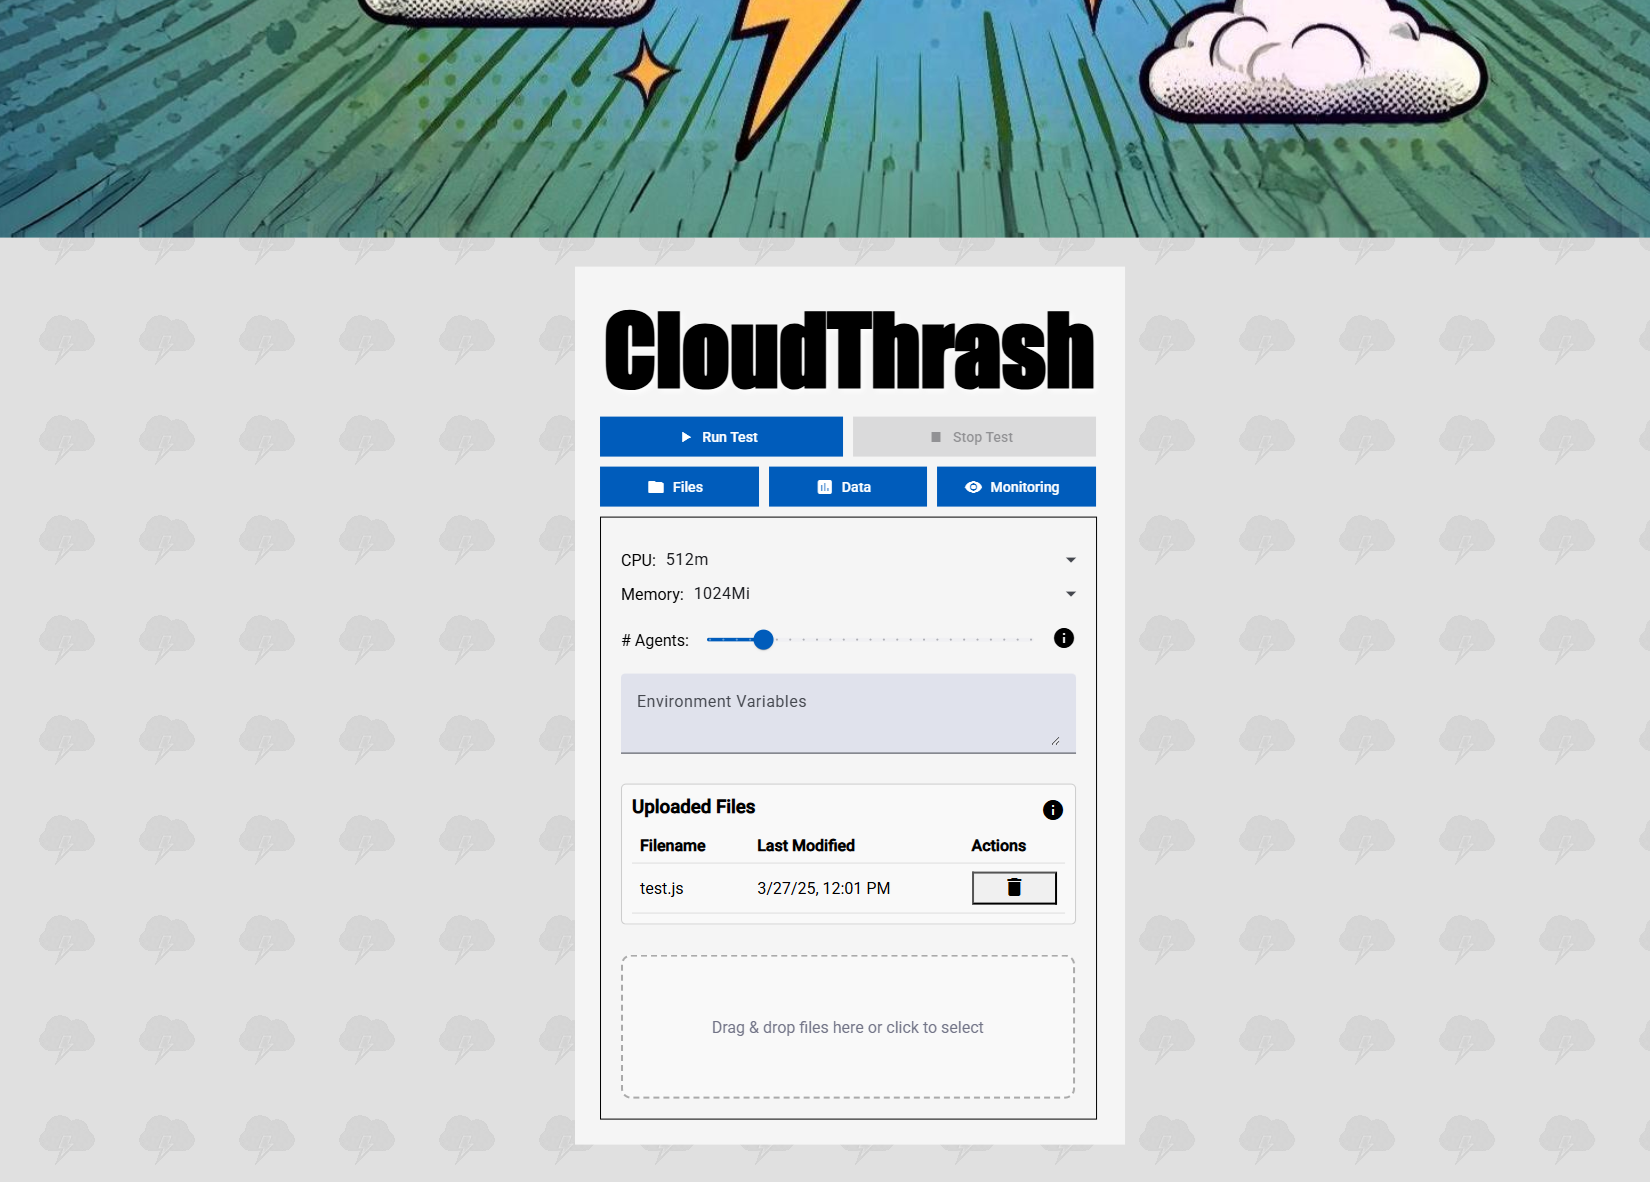 CloudThrash
Run Test
Stop Test
Files
Data
Monitoring
CPU: 512m
Memory: 1024Mi
# Agents:
Environment Variables
Uploaded Files
Filename Last Modified Actions
test.js 3/27/25, 12:01 PM
Drag & drop files here or click to select